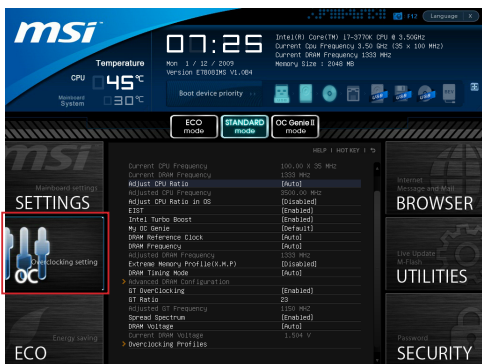 msi
F12
Language
X
07:25
Mon 1 / 12 / 2009
Version E7808IMS V1.0B4
Intel(R) Core(TM) i7-3770K CPU @ 3.50GHz
Current Cpu Frequency 3.50 GHz (35 x 100 MHz)
Current DRAM Frequency 1333 MHz
Memory Size : 2048 MB
Temperature
CPU 45°C
Mainboard
System 30°C
Boot device priority
USB USB USB
ECO
mode
STANDARD
mode
OC Genie II
mode
HELP | HOT KEY |
msi
Mainboard settings
SETTINGS
Overclocking setting
OC
Energy saving
ECO
Current CPU Frequency 100.00 X 35 MHz
Current DRAM Frequency 1333 MHz
Adjust CPU Ratio [Auto]
Adjusted CPU Frequency 3500.00 MHz
Adjust CPU Ratio in OS [Disabled]
EIST [Enabled]
Intel Turbo Boost [Enabled]
My OC Genie [Default]
DRAM Reference Clock [Auto]
DRAM Frequency [Auto]
Adjusted DRAM Frequency 1333 MHz
Extreme Memory Profile(X.M.P) [Disabled]
DRAM Timing Mode [Auto]
> Advanced DRAM Configuration
GT OverClocking [Enabled]
GT Ratio 23
Adjusted GT Frequency 1150 MHz
Spread Spectrum [Enabled]
DRAM Voltage [Auto]
Current DRAM Voltage 1.504 V
> Overclocking Profiles
Internet
Message and Mail
BROWSER
Live Update
M-Flash
UTILITIES
Password
SECURITY